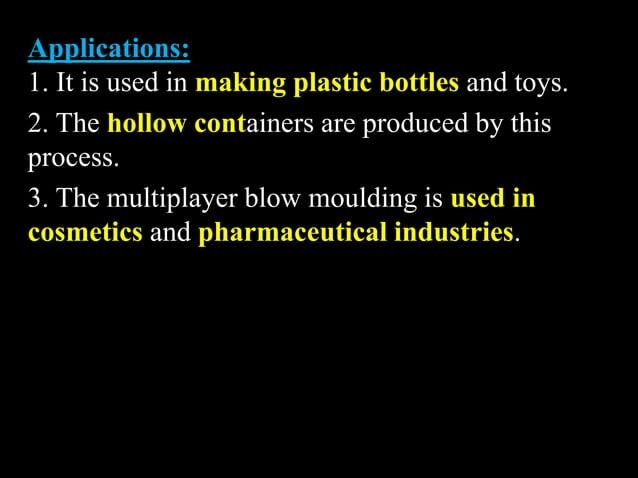 Applications:
1. It is used in making plastic bottles and toys.
2. The hollow containers are produced by this
process.
3. The multiplayer blow moulding is used in
cosmetics and pharmaceutical industries.